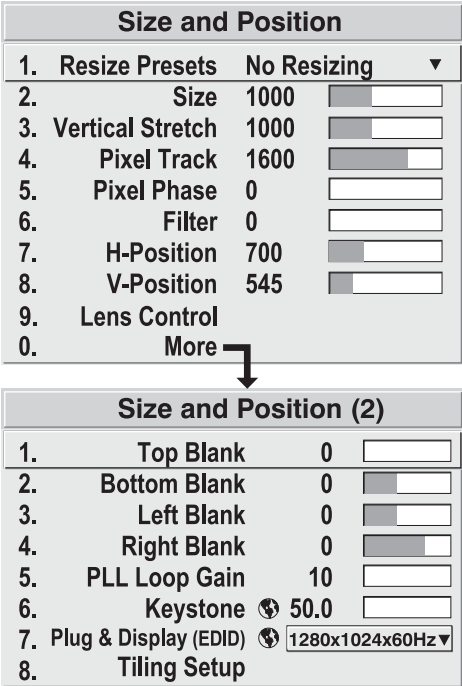 Size and Position
1. Resize Presets No Resizing ▼
2. Size 1000
3. Vertical Stretch 1000
4. Pixel Track 1600
5. Pixel Phase 0
6. Filter 0
7. H-Position 700
8. V-Position 545
9. Lens Control
0. More
Size and Position (2)
1. Top Blank 0
2. Bottom Blank 0
3. Left Blank 0
4. Right Blank 0
5. PLL Loop Gain 10
6. Keystone 50.0
7. Plug & Display (EDID) 1280x1024x60Hz▼
8. Tiling Setup